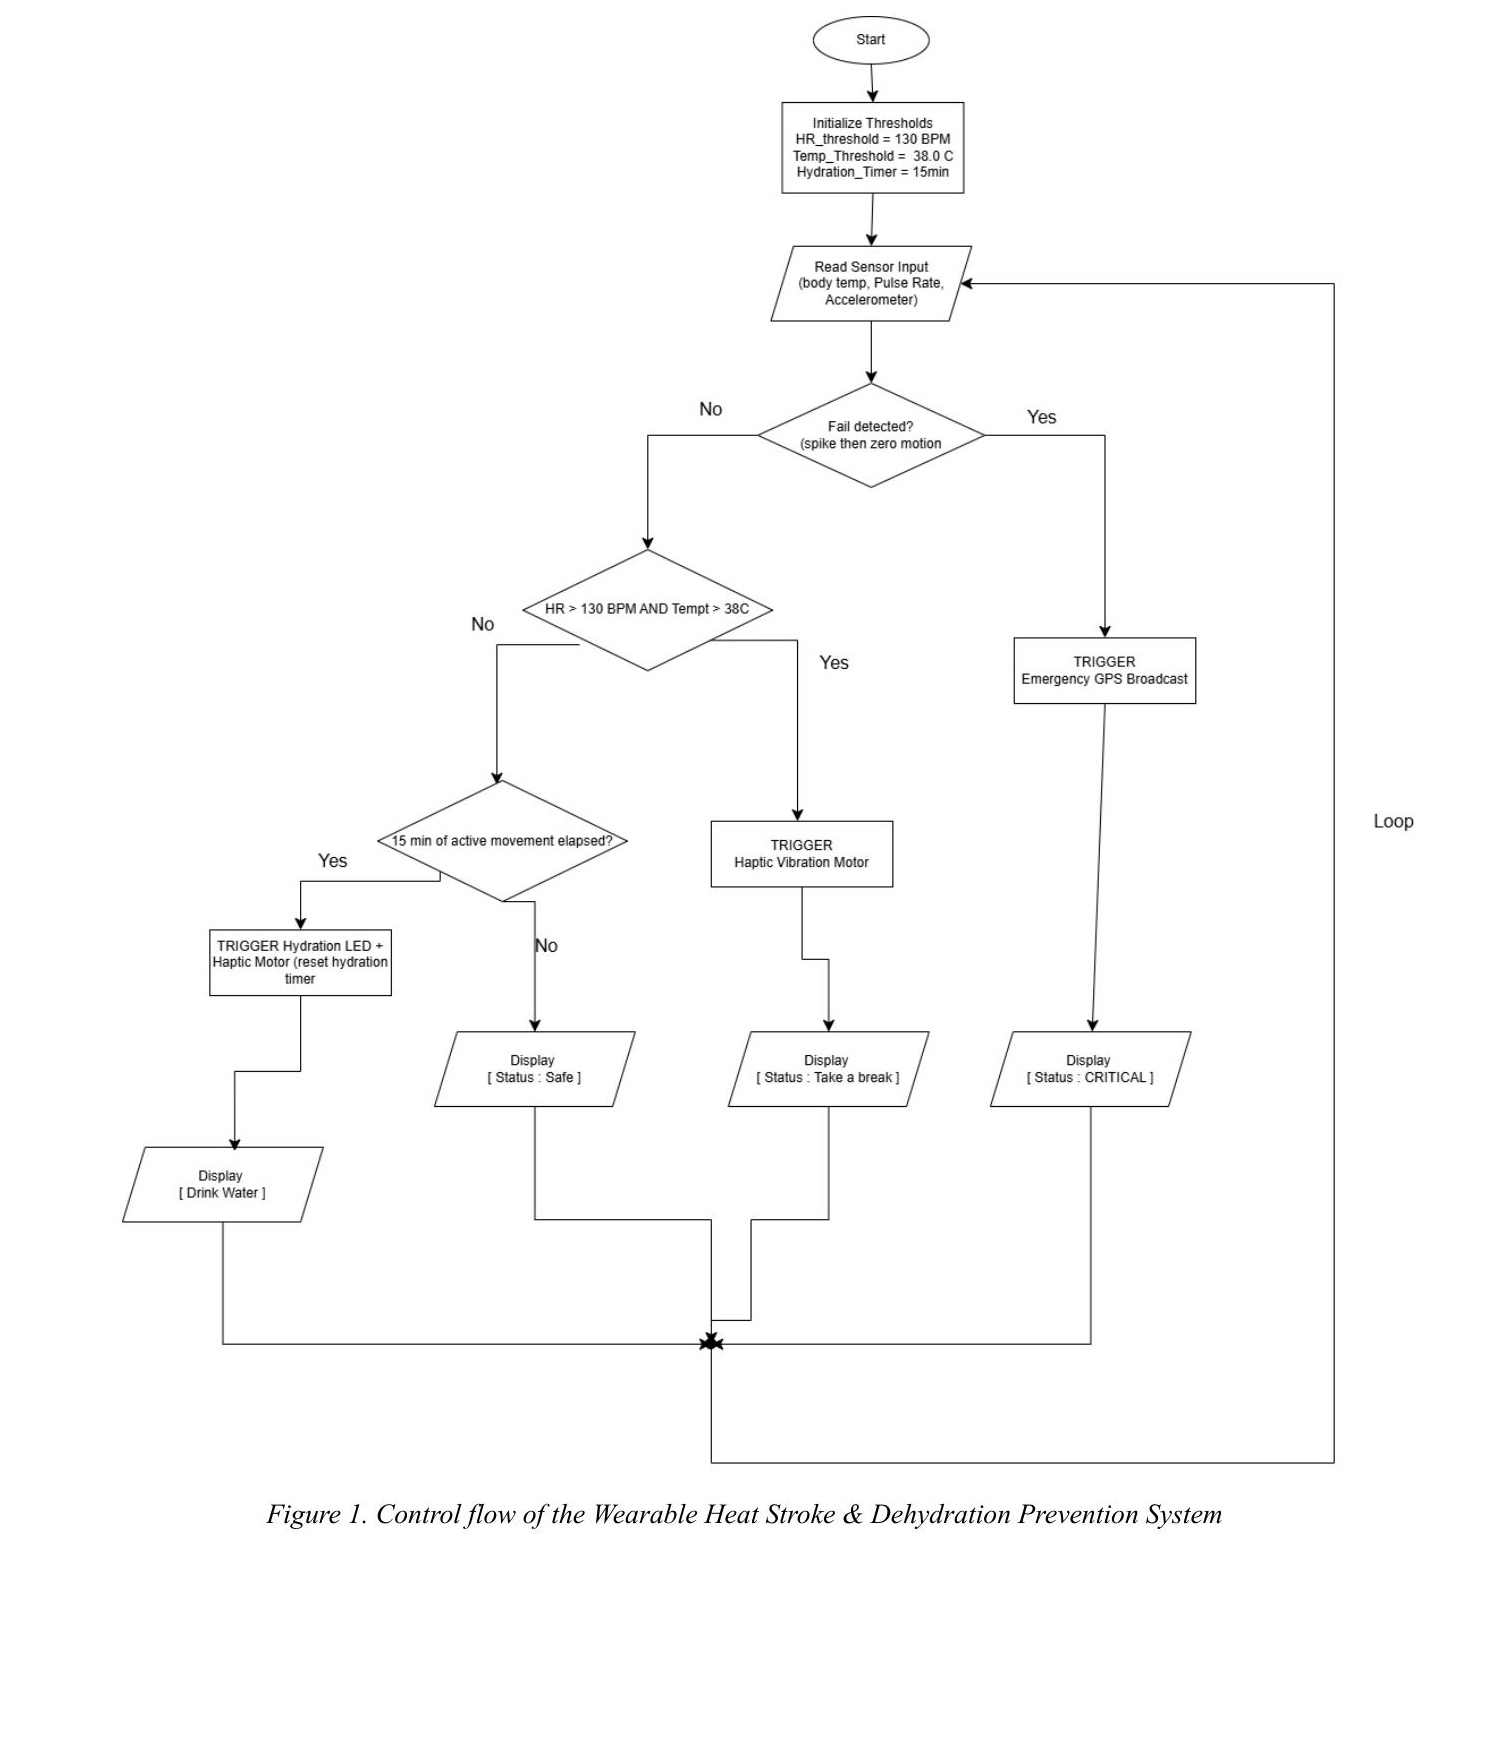 Start
Initialize Thresholds
HR_threshold = 130 BPM
Temp_Threshold =  38.0 C
Hydration_Timer = 15min
Read Sensor Input
(body temp, Pulse Rate,
Accelerometer)
No
Yes
Fail detected?
(spike then zero motion
HR > 130 BPM AND Tempt > 38C
No
Yes
TRIGGER
Emergency GPS Broadcast
Loop
15 min of active movement elapsed?
Yes
No
TRIGGER
Haptic Vibration Motor
TRIGGER Hydration LED +
Haptic Motor (reset hydration
timer
Display
[ Status : Safe ]
Display
[ Status : Take a break ]
Display
[ Status : CRITICAL ]
Display
[ Drink Water ]
Figure 1. Control flow of the Wearable Heat Stroke & Dehydration Prevention System